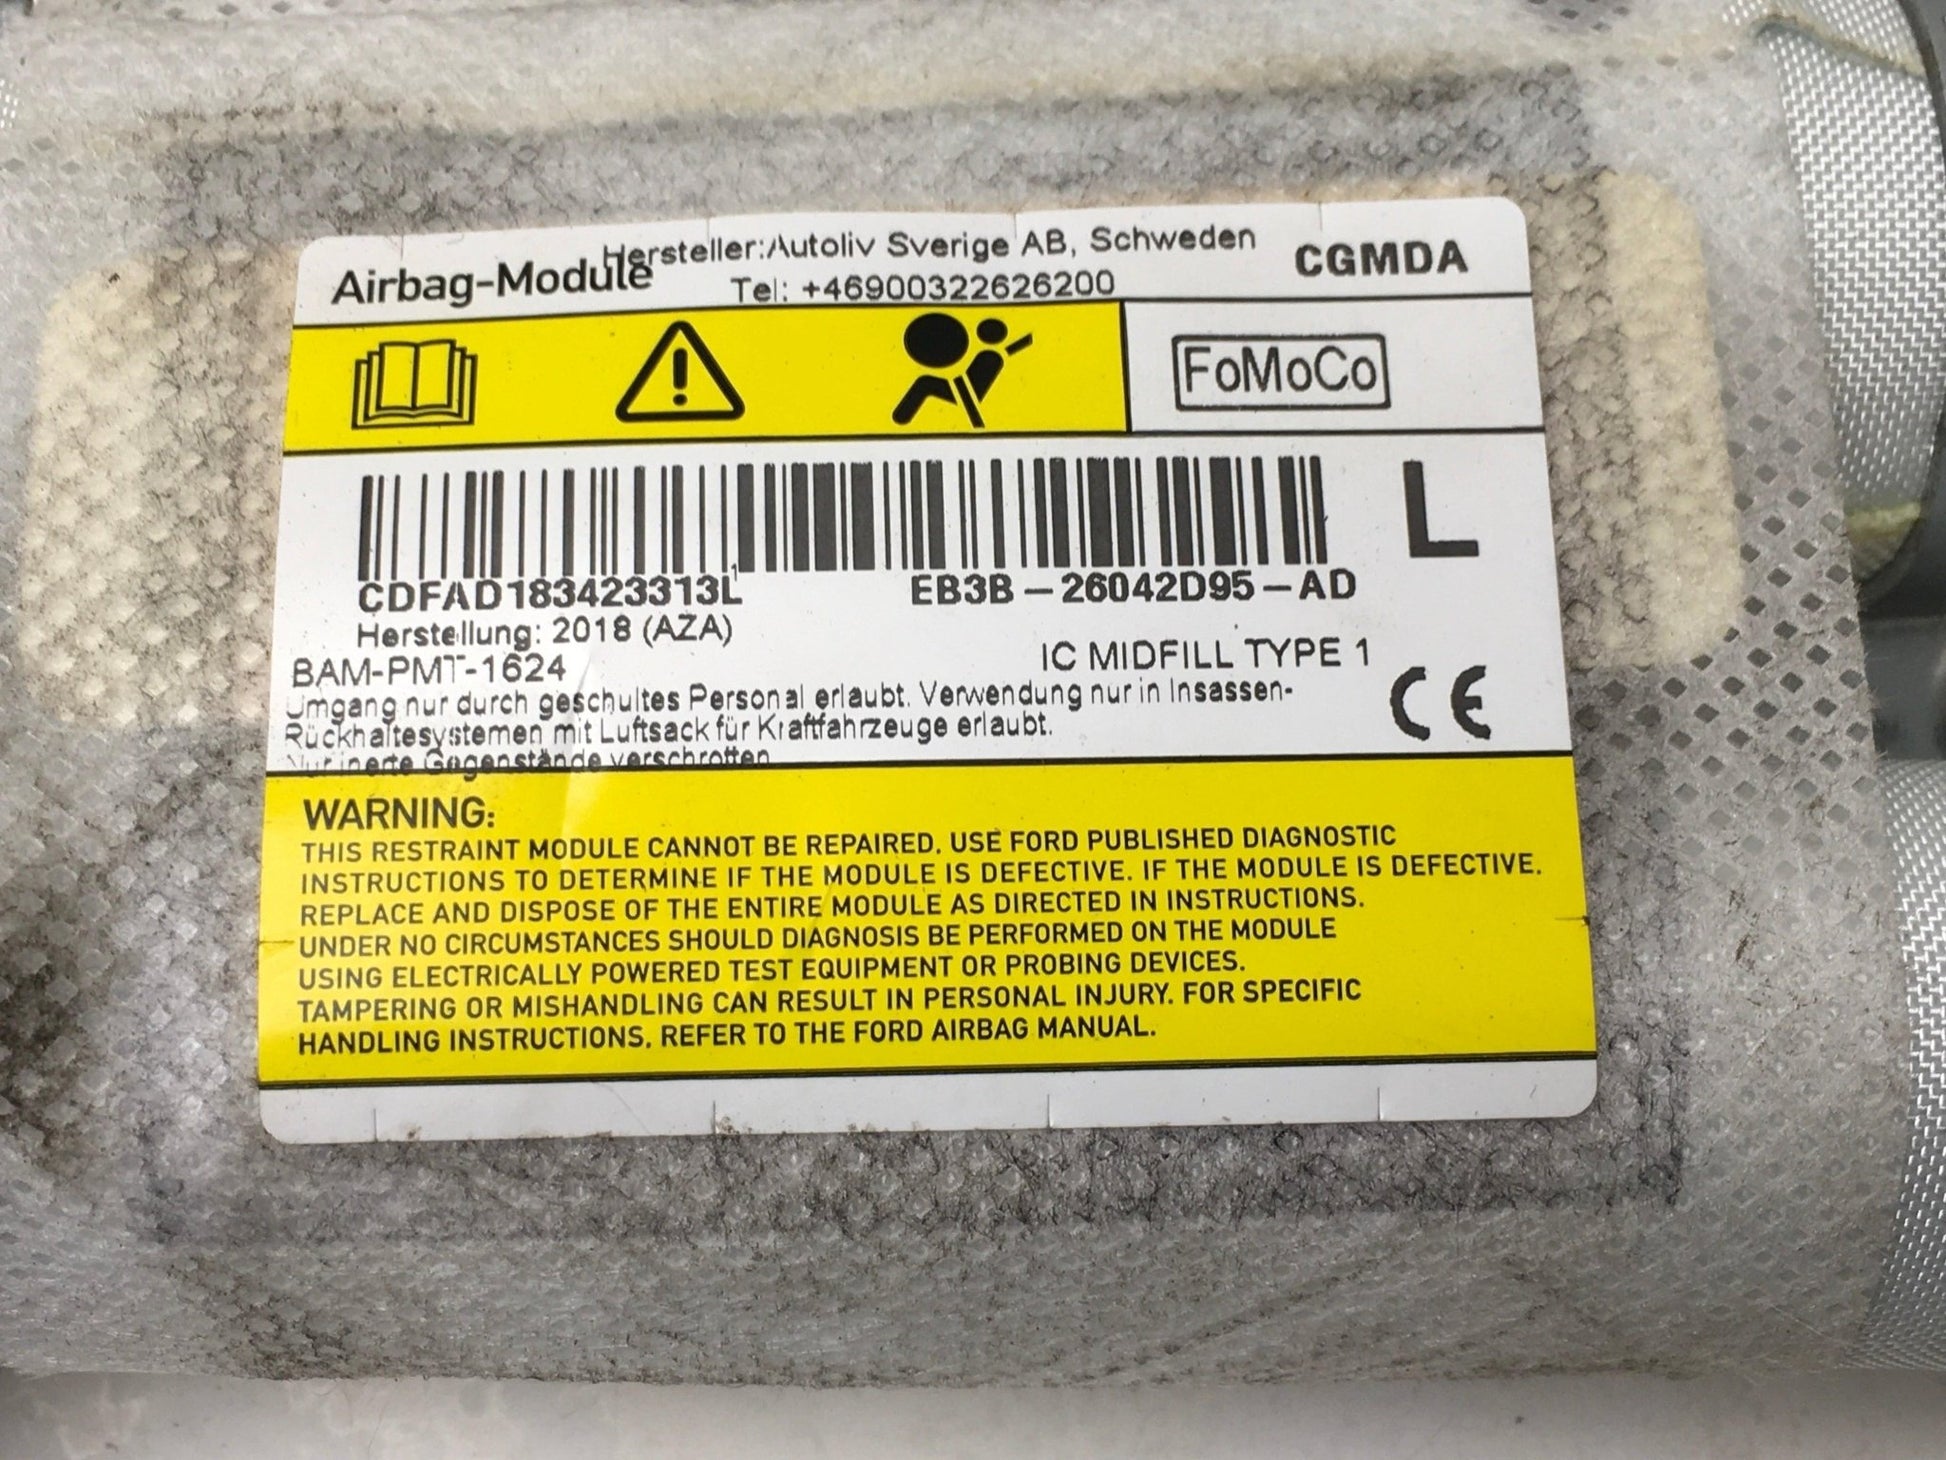 Airbag-Module
Hersteller:Autoliv Sverige AB, Schweden
Tel: +46900322626200
CGMDA
FoMoCo
L
CDFAD183423313L
EB3B-26042D95-AD
Herstellung: 2018 (AZA)
BAM-PMT-1624
IC MIDFILL TYPE 1
Umgang nur durch geschultes Personal erlaubt. Verwendung nur in Insassen-
Rückhaltesystemen mit Luftsack für Kraftfahrzeuge erlaubt.
Nur inerte Gegenstände verschrotten
CE
WARNING:
THIS RESTRAINT MODULE CANNOT BE REPAIRED. USE FORD PUBLISHED DIAGNOSTIC
INSTRUCTIONS TO DETERMINE IF THE MODULE IS DEFECTIVE. IF THE MODULE IS DEFECTIVE.
REPLACE AND DISPOSE OF THE ENTIRE MODULE AS DIRECTED IN INSTRUCTIONS.
UNDER NO CIRCUMSTANCES SHOULD DIAGNOSIS BE PERFORMED ON THE MODULE
USING ELECTRICALLY POWERED TEST EQUIPMENT OR PROBING DEVICES.
TAMPERING OR MISHANDLING CAN RESULT IN PERSONAL INJURY. FOR SPECIFIC
HANDLING INSTRUCTIONS, REFER TO THE FORD AIRBAG MANUAL.